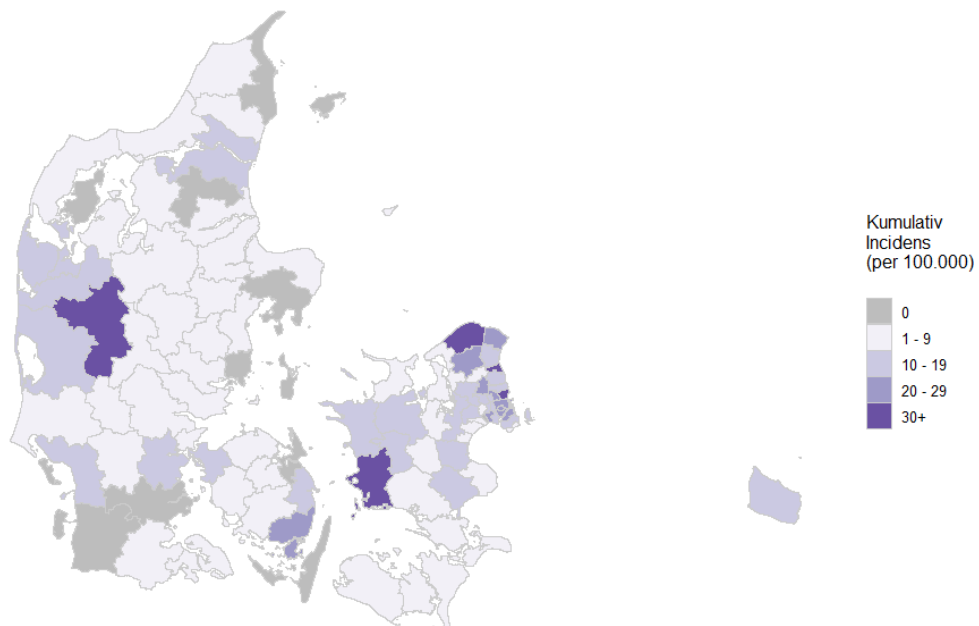 Kumulativ
Incidens
(per 100.000)
0
1 - 9
10 - 19
20 - 29
30+